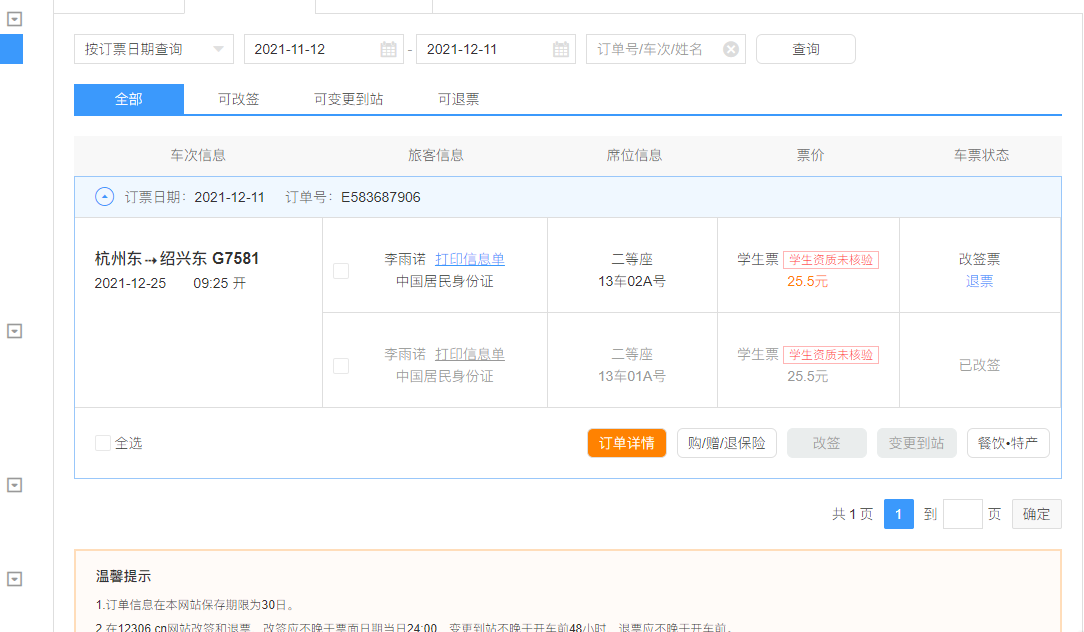 按订票日期查询 2021-11-12 - 2021-12-11 订单号/车次/姓名 查询
全部 可改签 可变更到站 可退票
车次信息 旅客信息 席位信息 票价 车票状态
订票日期: 2021-12-11 订单号: E583687906
杭州东→绍兴东 G7581
2021-12-25 09:25 开
李雨诺 打印信息单
中国居民身份证
二等座
13车02A号
学生票 学生资质未核验
25.5元
改签票
退票
李雨诺 打印信息单
中国居民身份证
二等座
13车01A号
学生票 学生资质未核验
25.5元
已改签
全选 订单详情 购/赠/退保险 改签 变更到站 餐饮•特产
共 1 页 1 到 页 确定
温馨提示
1.订单信息在本网站保存期限为30日。
2.在12306.cn网站改签和退票，改签应不晚于票面日期当日24:00，变更到站不晚于开车前48小时，退票应不晚于开车前。